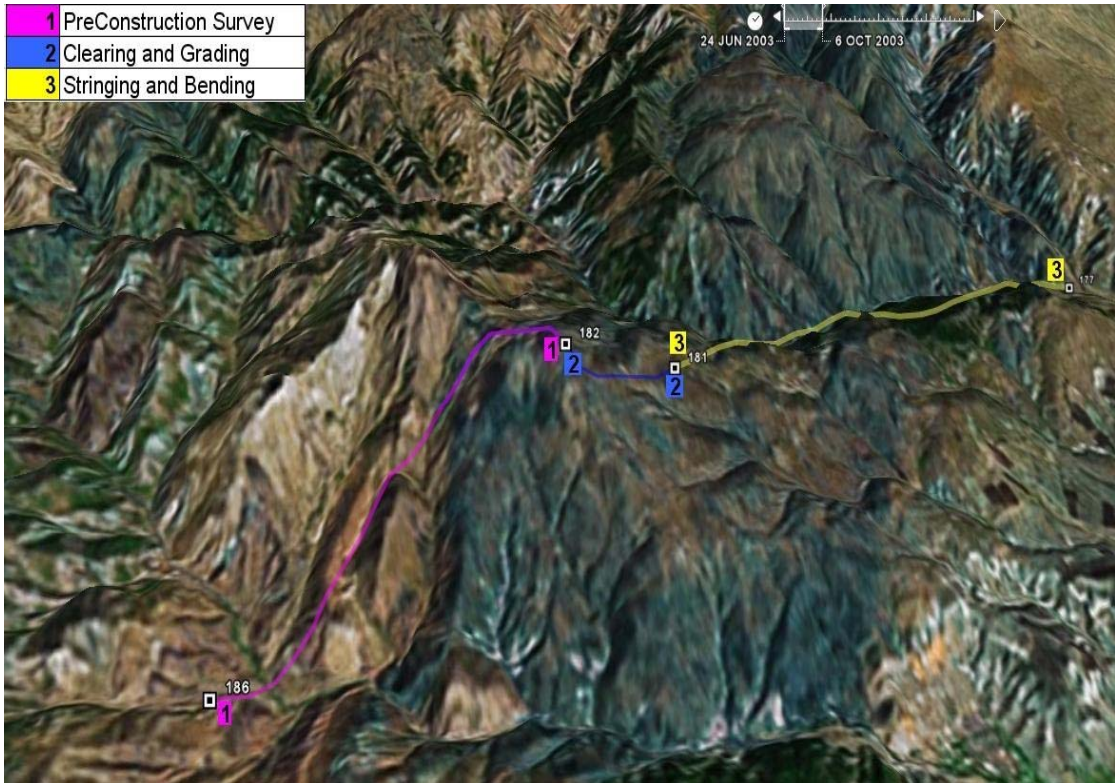 1 PreConstruction Survey
2 Clearing and Grading
3 Stringing and Bending
24 JUN 2003 6 OCT 2003
3
177
182
1
2
3
181
2
186
1